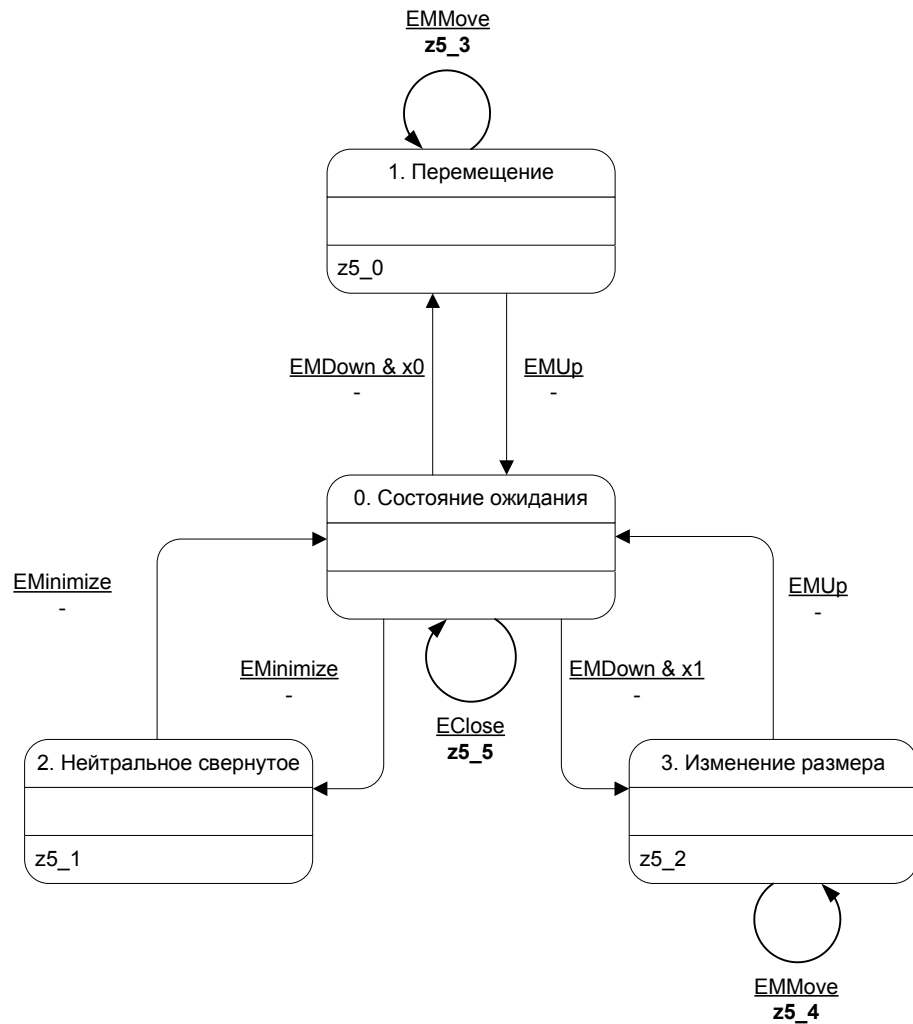 EMMove
z5_3
1. Перемещение
z5_0
EMDown & x0
-
EMUp
-
0. Состояние ожидания
EMinimize
-
EMUp
-
EMinimize
-
EMDown & x1
-
EClose
z5_5
2. Нейтральное свернутое
z5_1
3. Изменение размера
z5_2
EMMove
z5_4